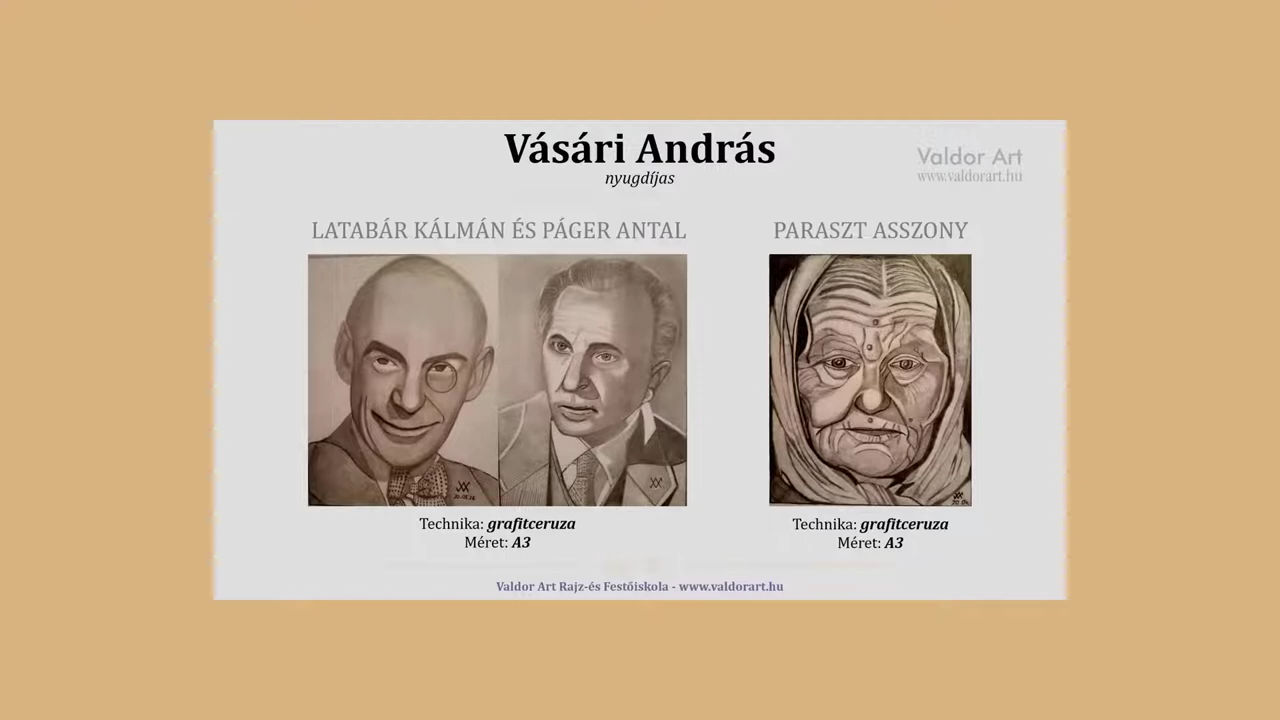 Vásári András
nyugdíjas
Valdor Art
www.valdorart.hu
LATABÁR KÁLMÁN ÉS PÁGER ANTAL
PARASZT ASSZONY
Technika: grafitceruza
Méret: A3
Technika: grafitceruza
Méret: A3
Valdor Art Rajz-és Festőiskola - www.valdorart.hu